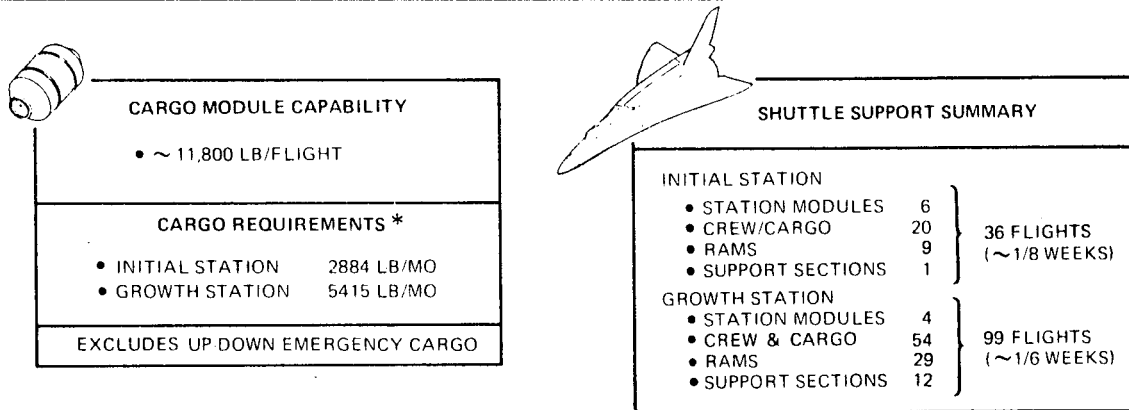 CARGO MODULE CAPABILITY
• ~ 11,800 LB/FLIGHT
CARGO REQUIREMENTS *
• INITIAL STATION 2884 LB/MO
• GROWTH STATION 5415 LB/MO
EXCLUDES UP-DOWN EMERGENCY CARGO
SHUTTLE SUPPORT SUMMARY
INITIAL STATION
• STATION MODULES 6
• CREW/CARGO 20
• RAMS 9
• SUPPORT SECTIONS 1
36 FLIGHTS
(~1/8 WEEKS)
GROWTH STATION
• STATION MODULES 4
• CREW & CARGO 54
• RAMS 29
• SUPPORT SECTIONS 12
99 FLIGHTS
(~1/6 WEEKS)